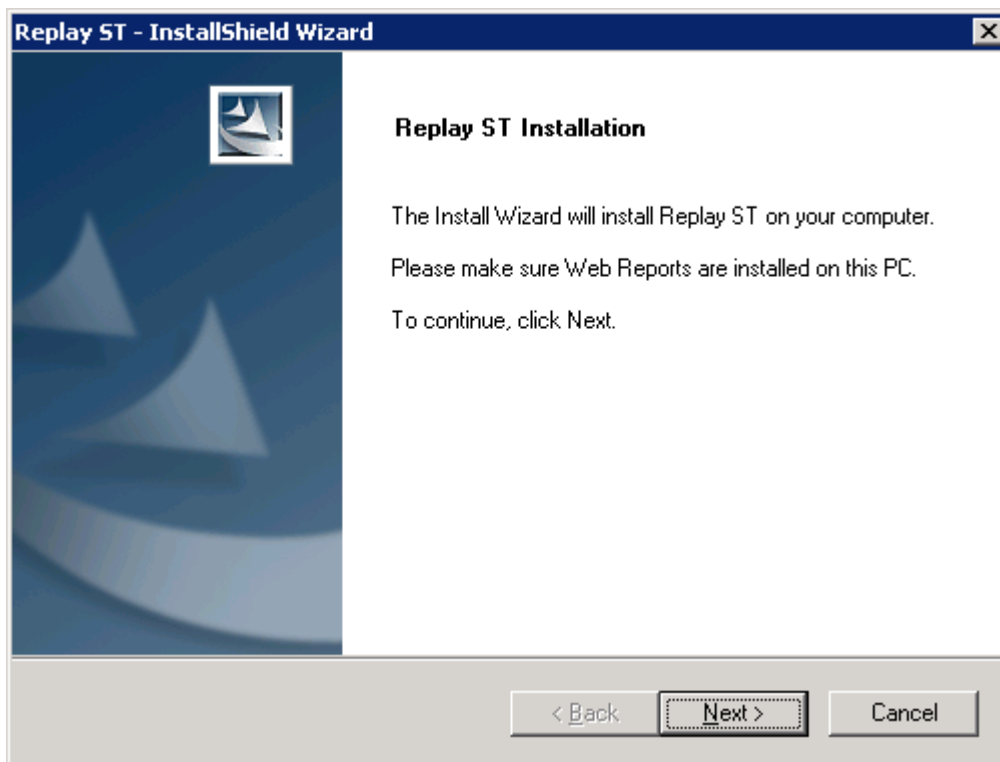 Replay ST - InstallShield Wizard
Replay ST Installation
The Install Wizard will install Replay ST on your computer.
Please make sure Web Reports are installed on this PC.
To continue, click Next.
< Back
Next >
Cancel